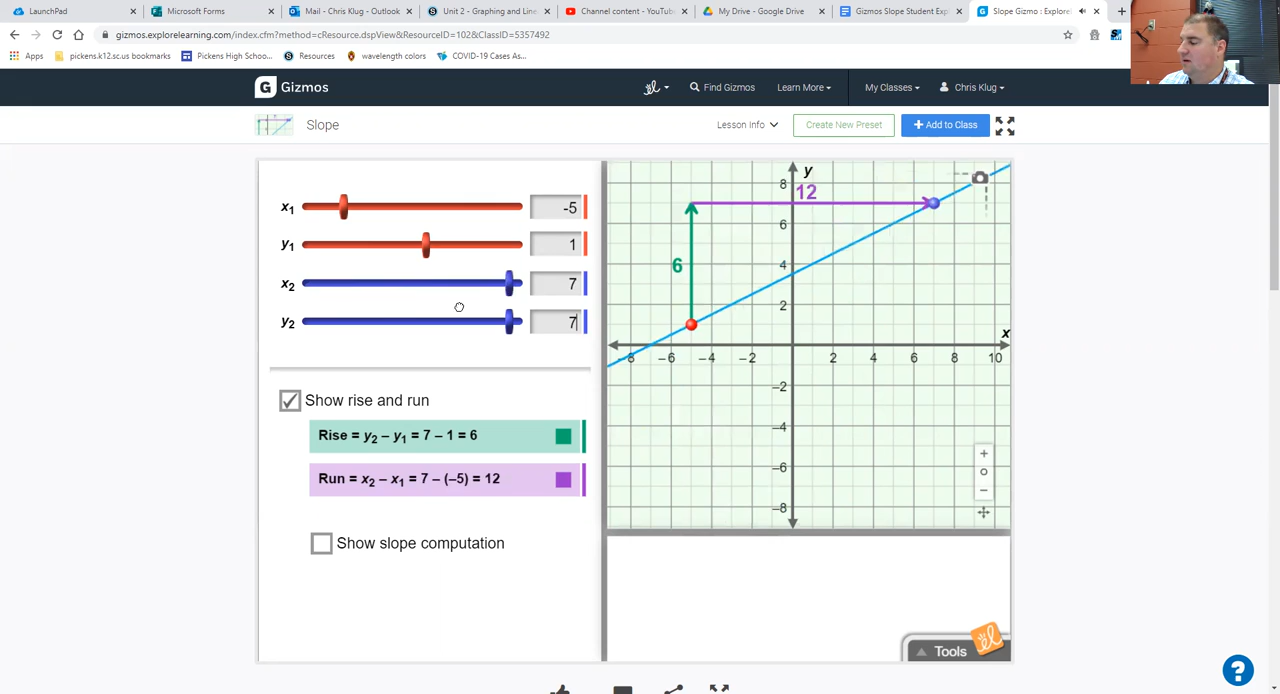 LaunchPad
Microsoft Forms
Mail - Chris Klug - Outlook
Unit 2 - Graphing and Line
Channel content - YouTube
My Drive - Google Drive
Gizmos Slope Student Expl
Slope Gizmo : ExploreL
gizmos.explorelearning.com/index.cfm?method=cResource.dspView&ResourceID=102&ClassID=5357492
Apps
pickens.k12.sc.us bookmarks
Pickens High Schoo...
Resources
wavelength colors
COVID-19 Cases As...
G Gizmos
Find Gizmos
Learn More
My Classes
Chris Klug
Slope
Lesson Info
Create New Preset
+ Add to Class
x1 -5
y1 1
x2 7
y2 7
Show rise and run
Rise = y2 – y1 = 7 – 1 = 6
Run = x2 – x1 = 7 – (–5) = 12
Show slope computation
y
12
8
6
6
4
2
x
–8 –6 –4 –2 2 4 6 8 10
–2
–4
–6
–8
Tools
?